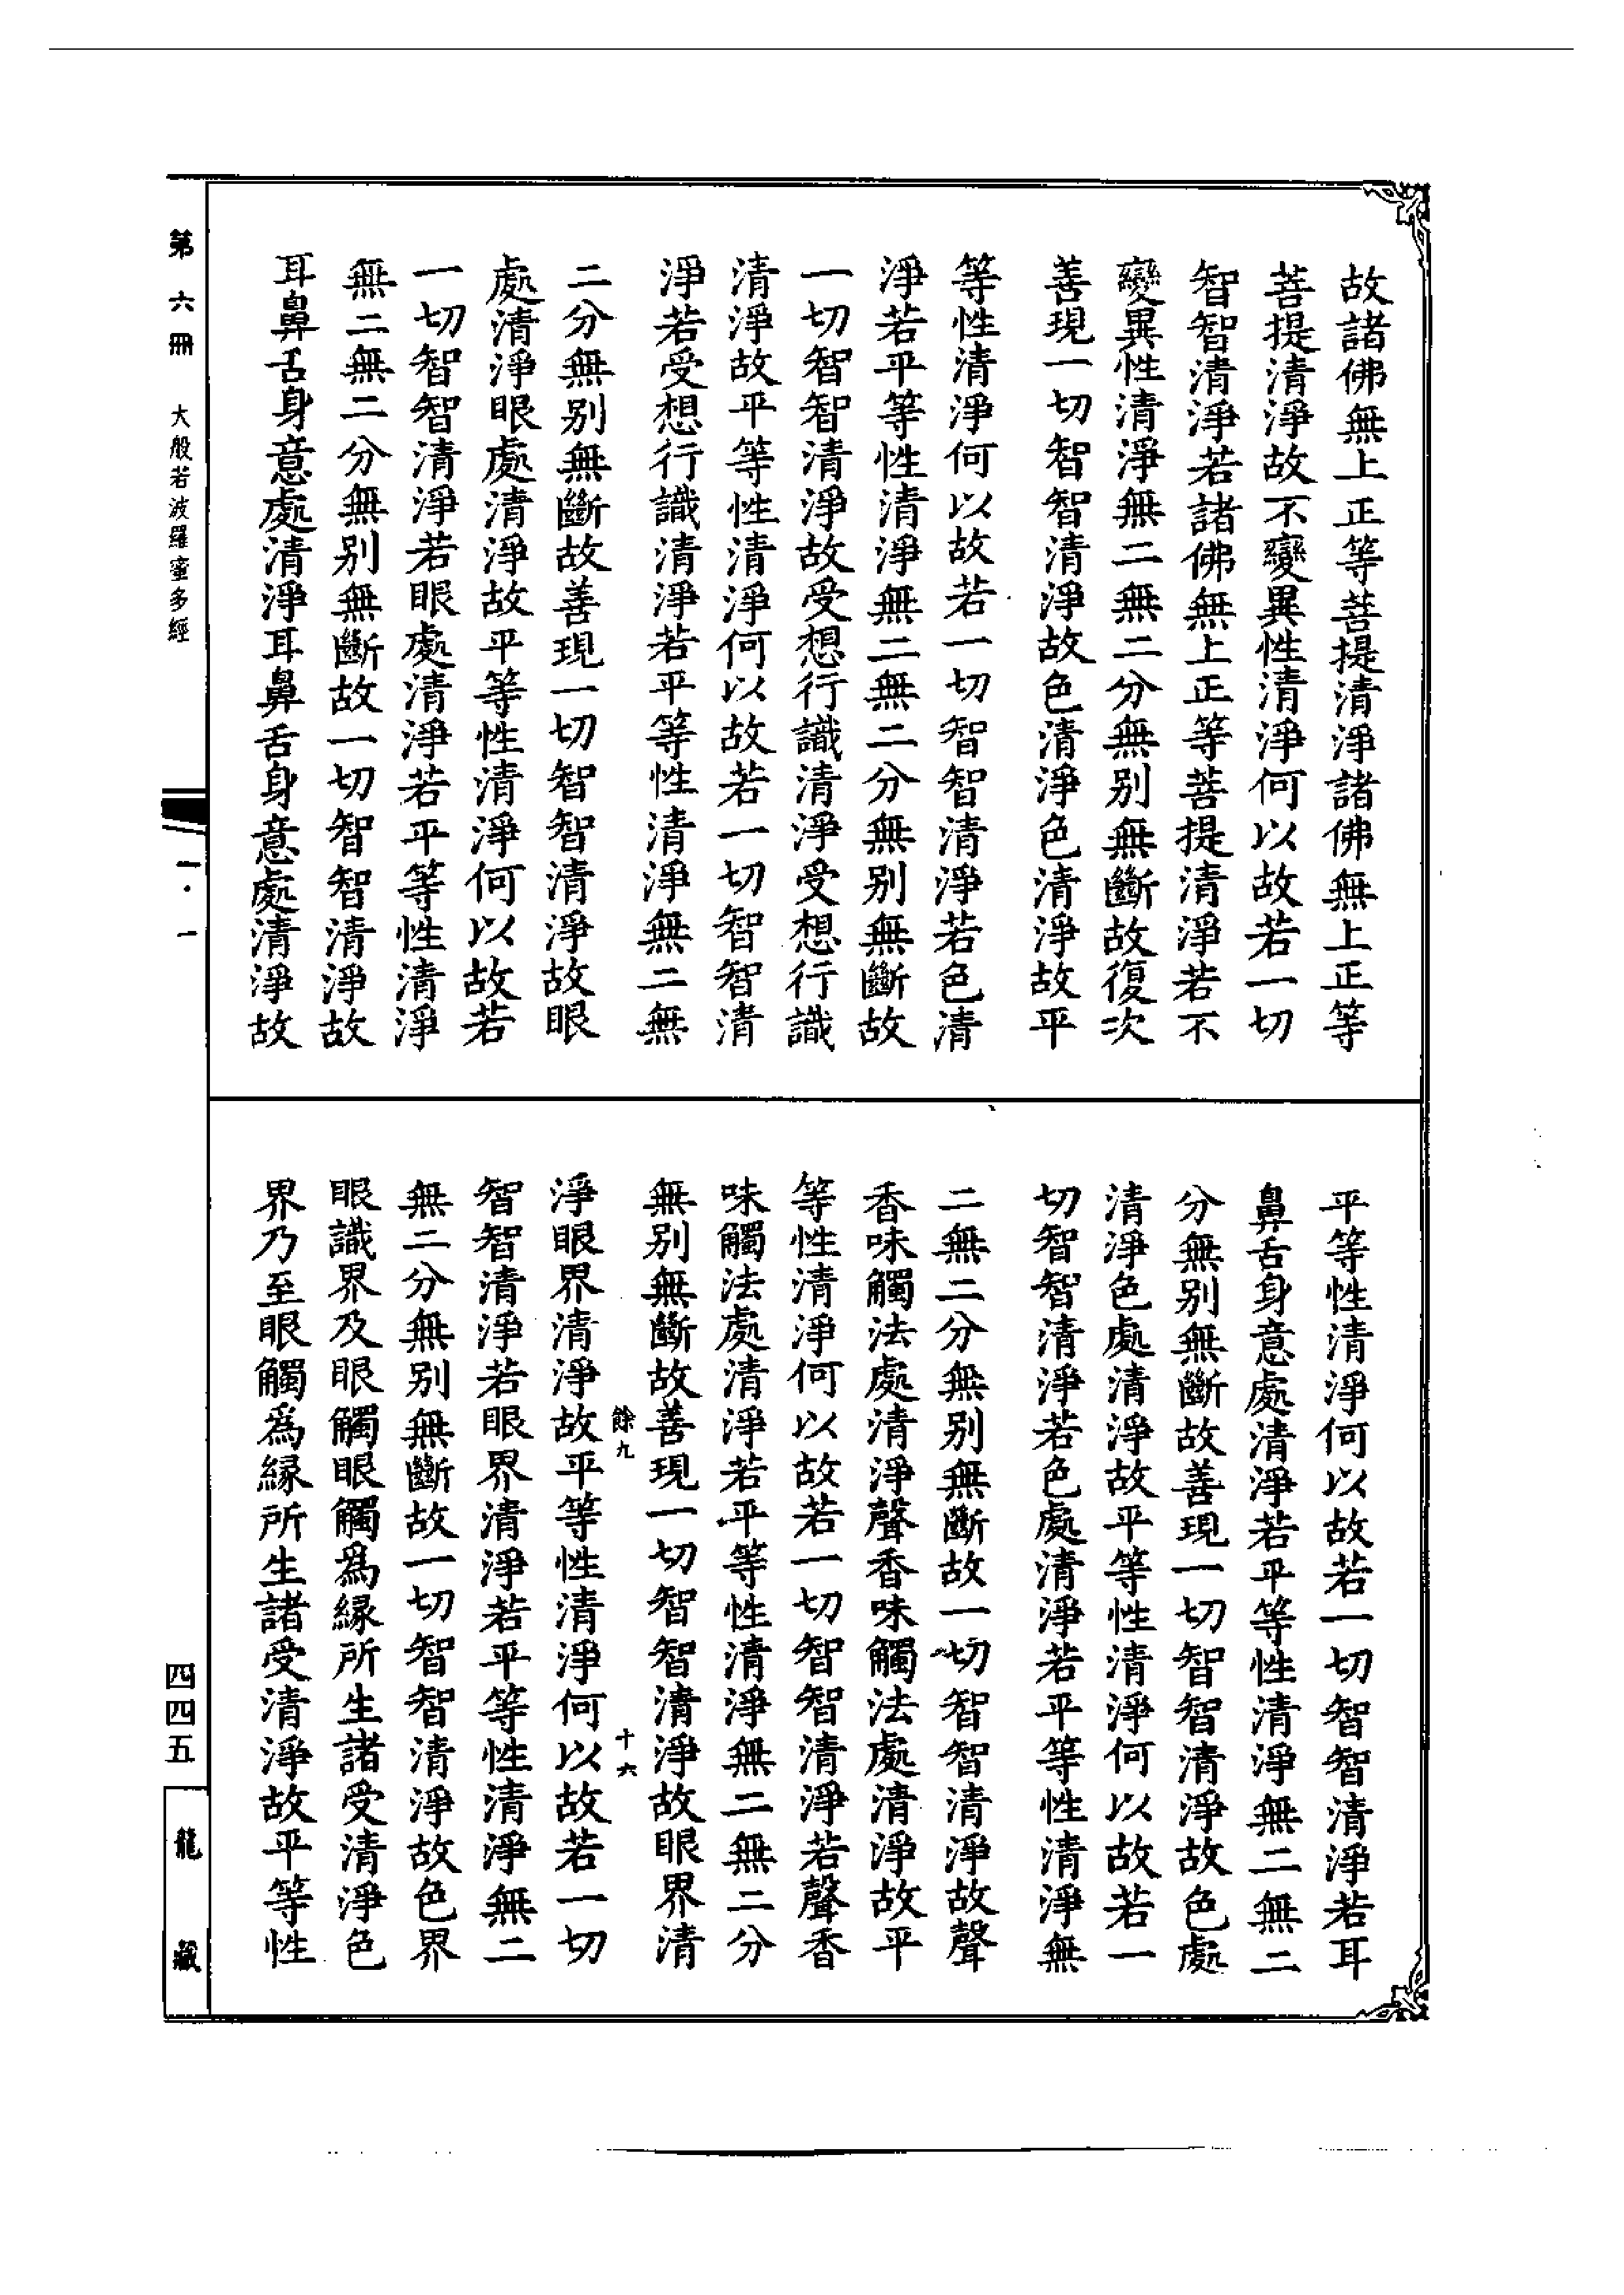 故諸佛無上正等菩提清淨諸佛無上正等
菩提清淨故不變異性清淨何以故若一切
智智清淨若諸佛無上正等菩提清淨若不
變異性清淨無二無二分無别無斷故復次
善現一切智智清淨故色清淨色清淨故平
等性清淨何以故若一切智智清淨若色清
淨若平等性清淨無二無二分無别無斷故
一切智智清淨故受想行識清淨受想行識
清淨故平等性清淨何以故若一切智智清
淨若受想行識清淨若平等性清淨無二無
二分無别無斷故善現一切智智清淨故眼
處清淨眼處清淨故平等性清淨何以故若
一切智智清淨若眼處清淨若平等性清淨
無二無二分無别無斷故一切智智清淨故
耳鼻舌身意處清淨耳鼻舌身意處清淨故
平等性清淨何以故若一切智智清淨若耳
鼻舌身意處清淨若平等性清淨無二無二
分無别無斷故善現一切智智清淨故色處
清淨色處清淨故平等性清淨何以故若一
切智智清淨若色處清淨若平等性清淨無
二無二分無别無斷故一切智智清淨故聲
香味觸法處清淨聲香味觸法處清淨故平
等性清淨何以故若一切智智清淨若聲香
味觸法處清淨若平等性清淨無二無二分
無别無斷故善現一切智智清淨故眼界清
餘九 十六
淨眼界清淨故平等性清淨何以故若一切
智智清淨若眼界清淨若平等性清淨無二
無二分無别無斷故一切智智清淨故色界
眼識界及眼觸眼觸爲緣所生諸受清淨色
界乃至眼觸爲緣所生諸受清淨故平等性
第六冊 大般若波羅蜜多經
一·一
四四五
龍藏